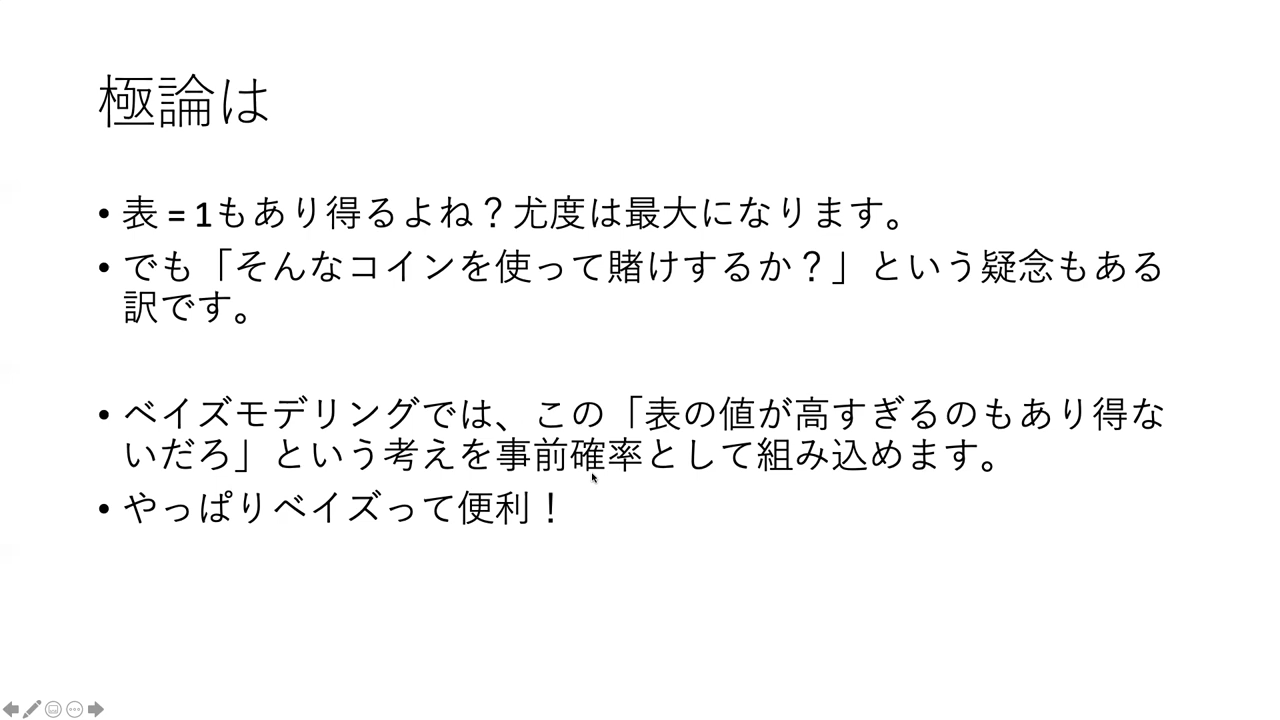 極論は
• 表 = 1もあり得るよね？尤度は最大になります。
• でも「そんなコインを使って賭けするか？」という疑念もある
訳です。
• ベイズモデリングでは、この「表の値が高すぎるのもあり得な
いだろ」という考えを事前確率として組み込めます。
• やっぱりベイズって便利！